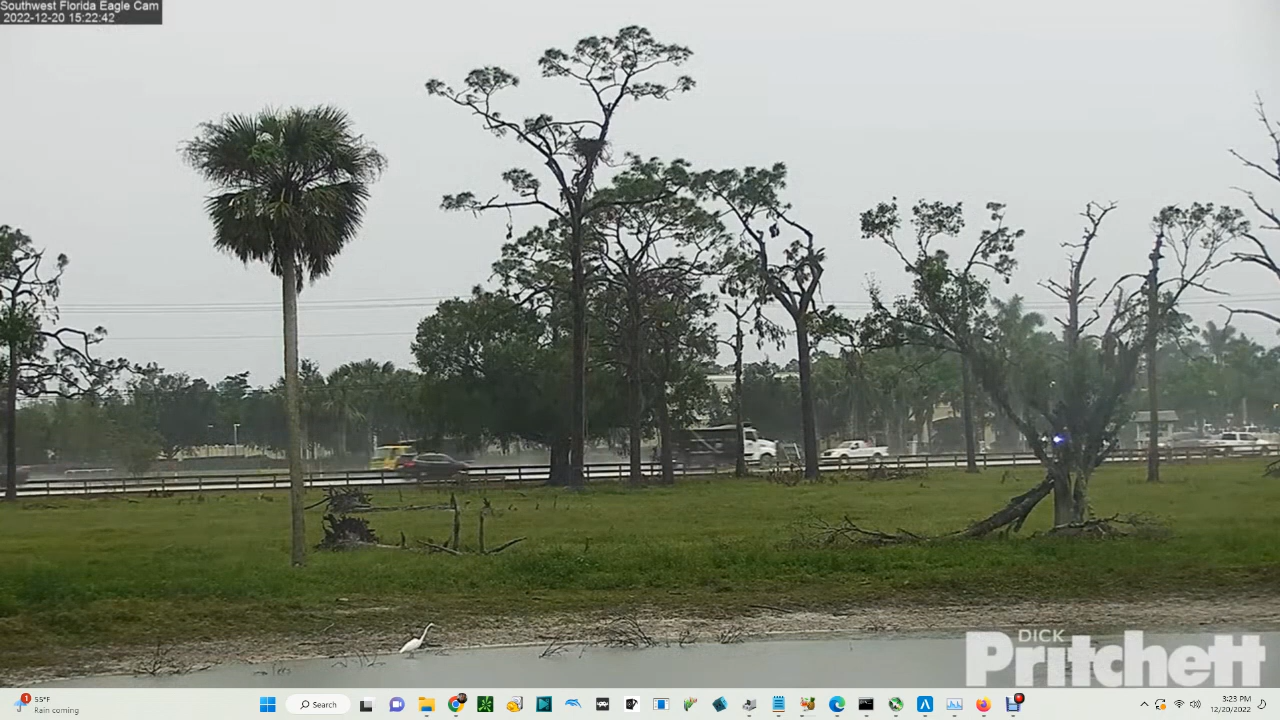 Southwest Florida Eagle Cam
2022-12-20 15:22:42
DICK
Pritchett
1
55°F
Rain coming
Search
3:23 PM
12/20/2022